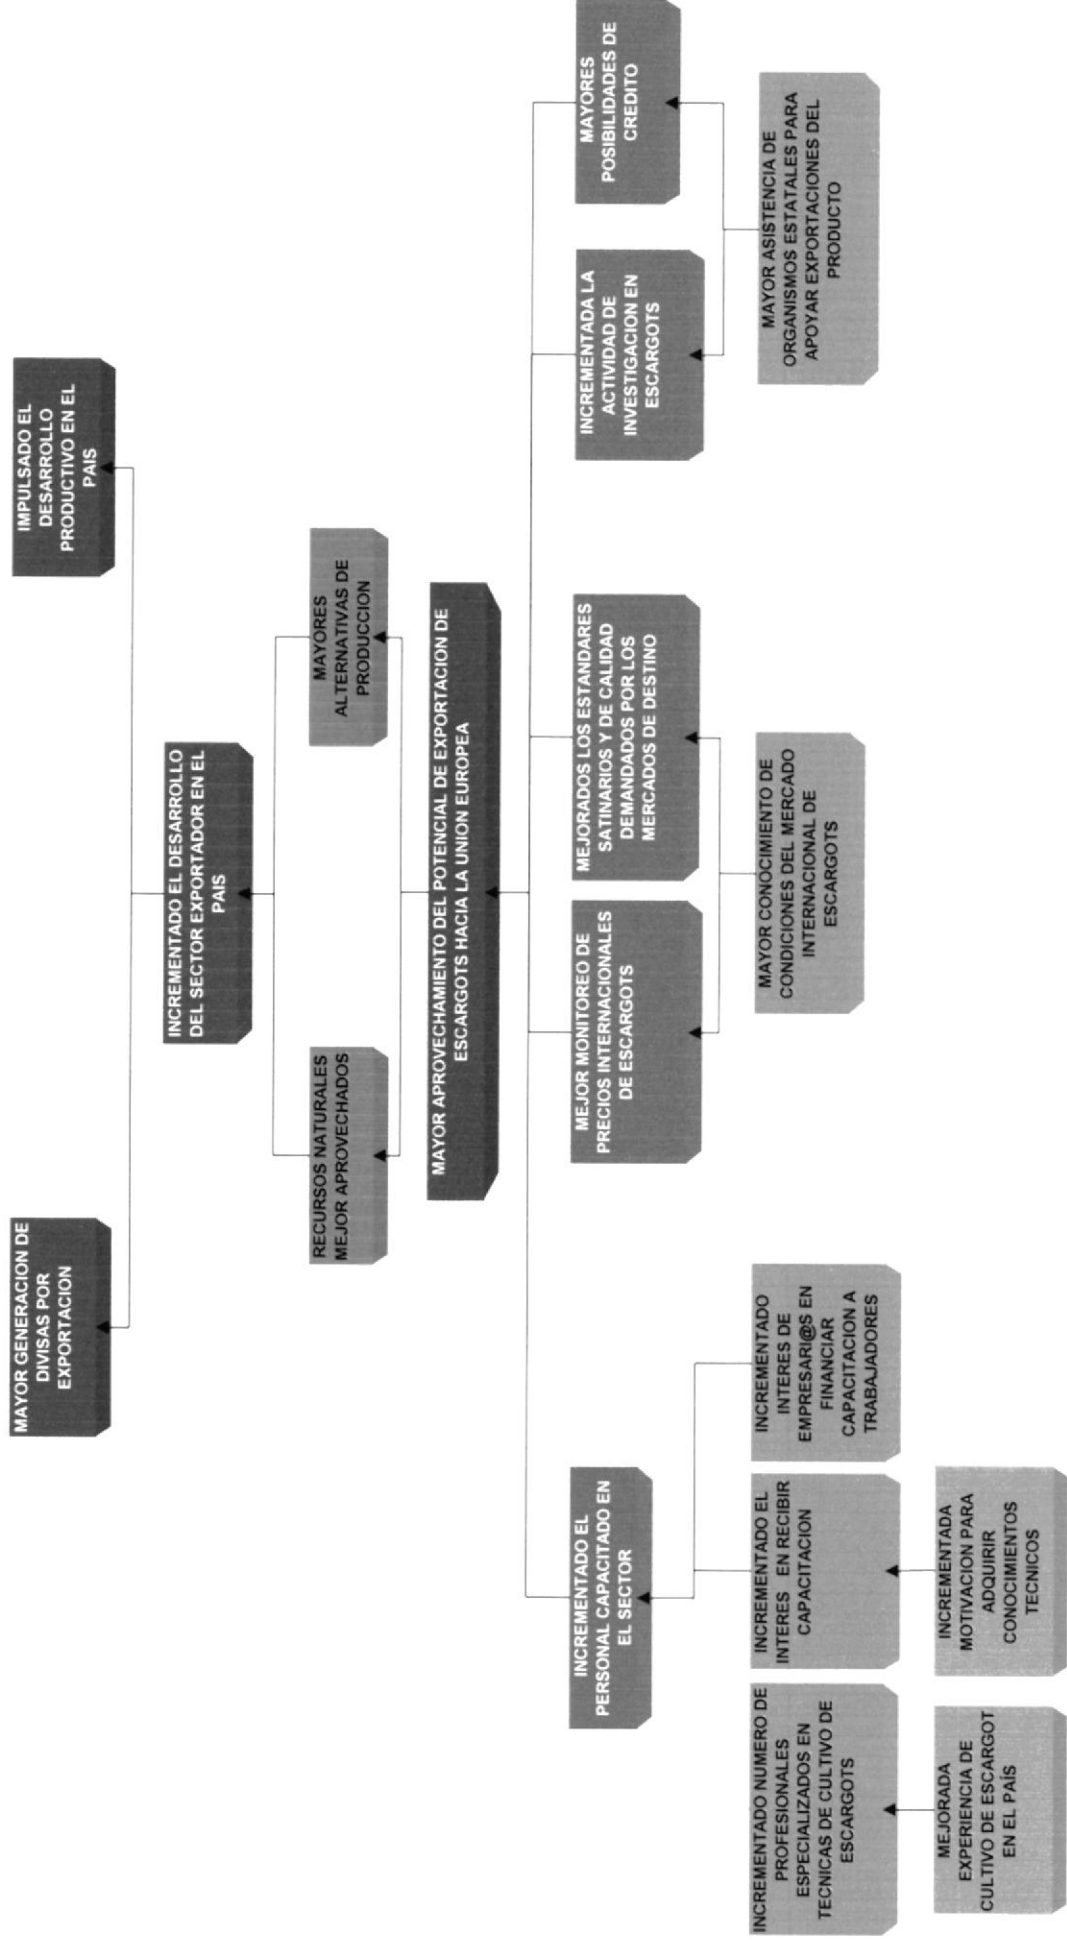 MAYOR GENERACION DE
DIVISAS POR
EXPORTACION
IMPULSADO EL
DESARROLLO
PRODUCTIVO EN EL
PAIS
INCREMENTADO EL DESARROLLO
DEL SECTOR EXPORTADOR EN EL
PAIS
RECURSOS NATURALES
MEJOR APROVECHADOS
MAYORES
ALTERNATIVAS DE
PRODUCCION
MAYOR APROVECHAMIENTO DEL POTENCIAL DE EXPORTACION DE
ESCARGOTS HACIA LA UNION EUROPEA
INCREMENTADO EL
PERSONAL CAPACITADO EN
EL SECTOR
MEJOR MONITOREO DE
PRECIOS INTERNACIONALES
DE ESCARGOTS
MEJORADOS LOS ESTANDARES
SATINARIOS Y DE CALIDAD
DEMANDADOS POR LOS
MERCADOS DE DESTINO
INCREMENTADA LA
ACTIVIDAD DE
INVESTIGACION EN
ESCARGOTS
MAYORES
POSIBILIDADES DE
CREDITO
INCREMENTADO NUMERO DE
PROFESIONALES
ESPECIALIZADOS EN
TECNICAS DE CULTIVO DE
ESCARGOTS
INCREMENTADO EL
INTERES EN RECIBIR
CAPACITACION
INCREMENTADO
INTERES DE
EMPRESARI@S EN
FINANCIAR
CAPACITACION A
TRABAJADORES
MAYOR CONOCIMIENTO DE
CONDICIONES DEL MERCADO
INTERNACIONAL DE
ESCARGOTS
MAYOR ASISTENCIA DE
ORGANISMOS ESTATALES PARA
APOYAR EXPORTACIONES DEL
PRODUCTO
MEJORADA
EXPERIENCIA DE
CULTIVO DE ESCARGOT
EN EL PAÍS
INCREMENTADA
MOTIVACION PARA
ADQUIRIR
CONOCIMIENTOS
TECNICOS